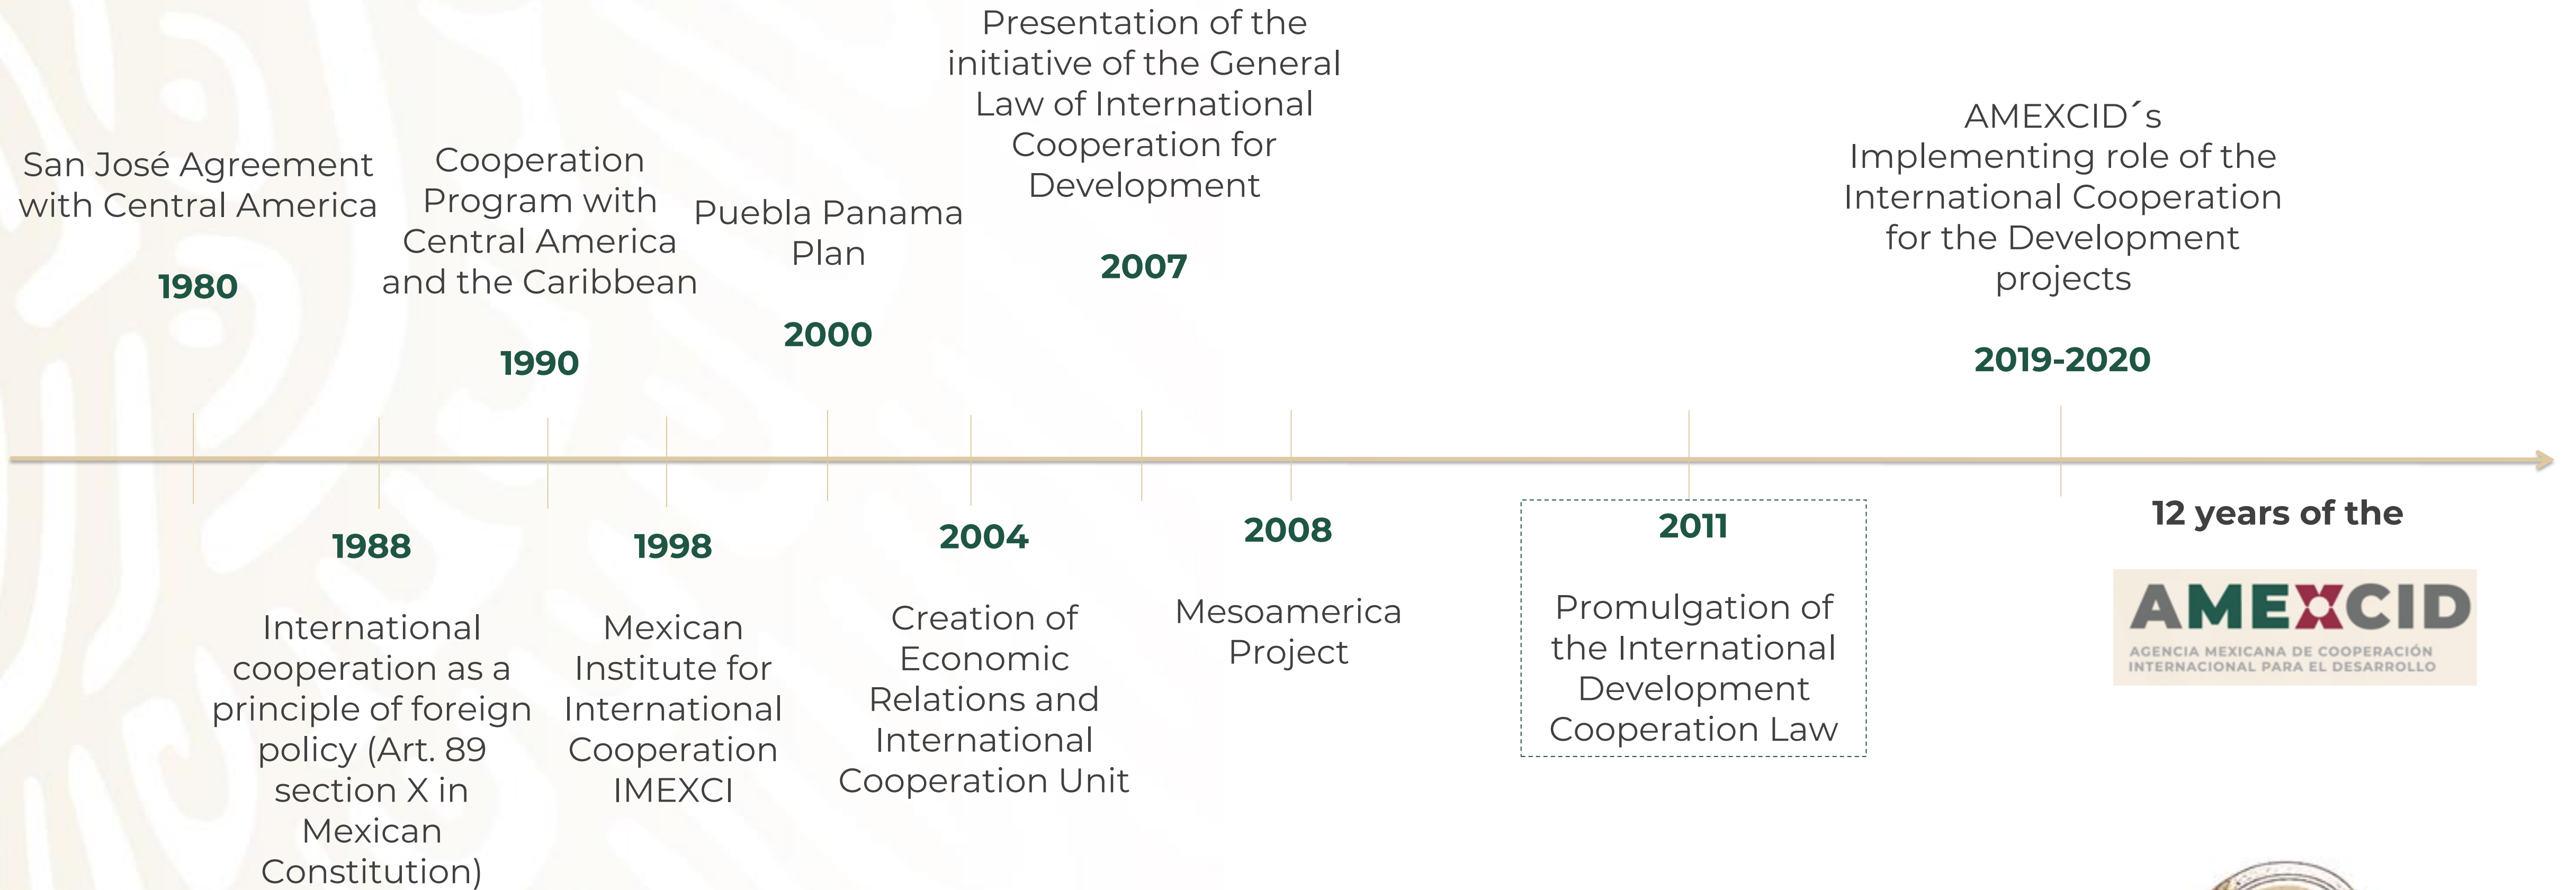 San José Agreement
with Central America
1980
1988
International
cooperation as a
principle of foreign
policy (Art. 89
section X in
Mexican
Constitution)
Cooperation
Program with
Central America
and the Caribbean
1990
1998
Mexican
Institute for
International
Cooperation
IMEXCI
Puebla Panama
Plan
2000
2004
Creation of
Economic
Relations and
International
Cooperation Unit
Presentation of the
initiative of the General
Law of International
Cooperation for
Development
2007
2008
Mesoamerica
Project
2011
Promulgation of
the International
Development
Cooperation Law
AMEXCID´s
Implementing role of the
International Cooperation
for the Development
projects
2019-2020
12 years of the
AMEXCID
AGENCIA MEXICANA DE COOPERACIÓN
INTERNACIONAL PARA EL DESARROLLO